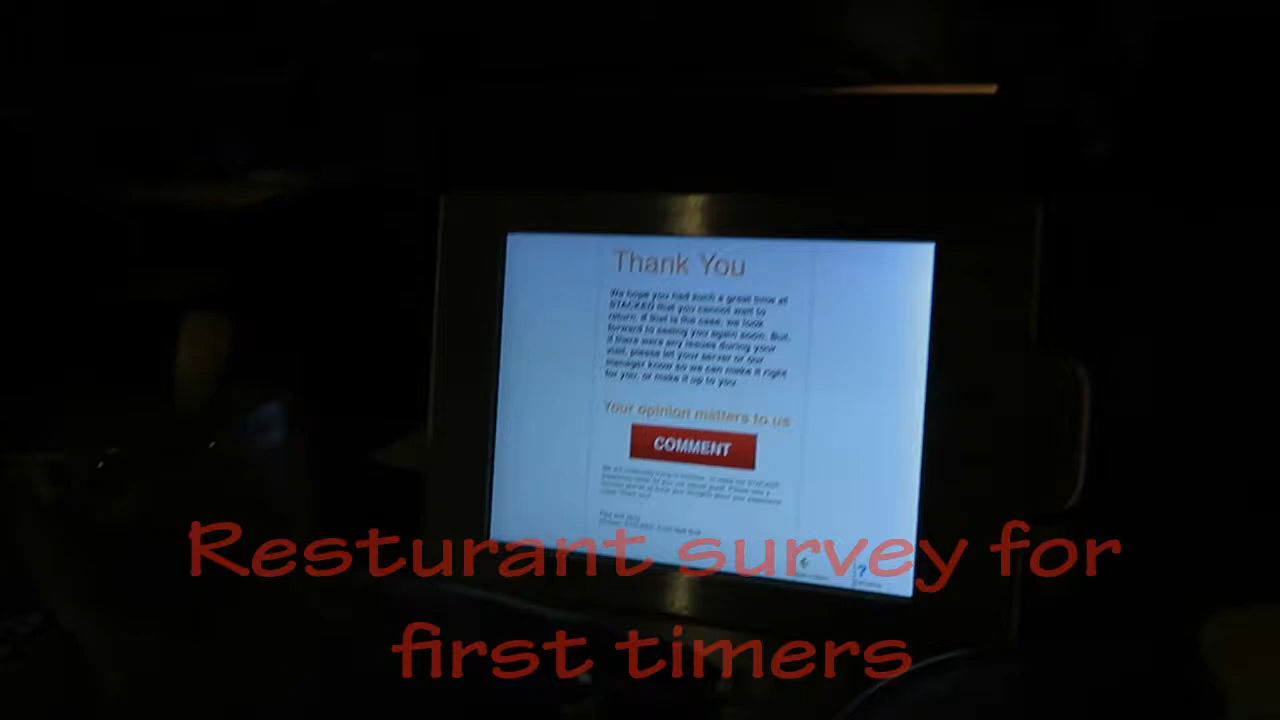 Thank You
We hope you had such a great time at
STACKED that you cannot wait to
return. If that is the case, we look
forward to seeing you again soon. But,
if there were any issues during your
visit, please let your server or our
manager know so we can make it right
for you, or make it up to you
Your opinion matters to us
COMMENT
Resturant survey for
first timers